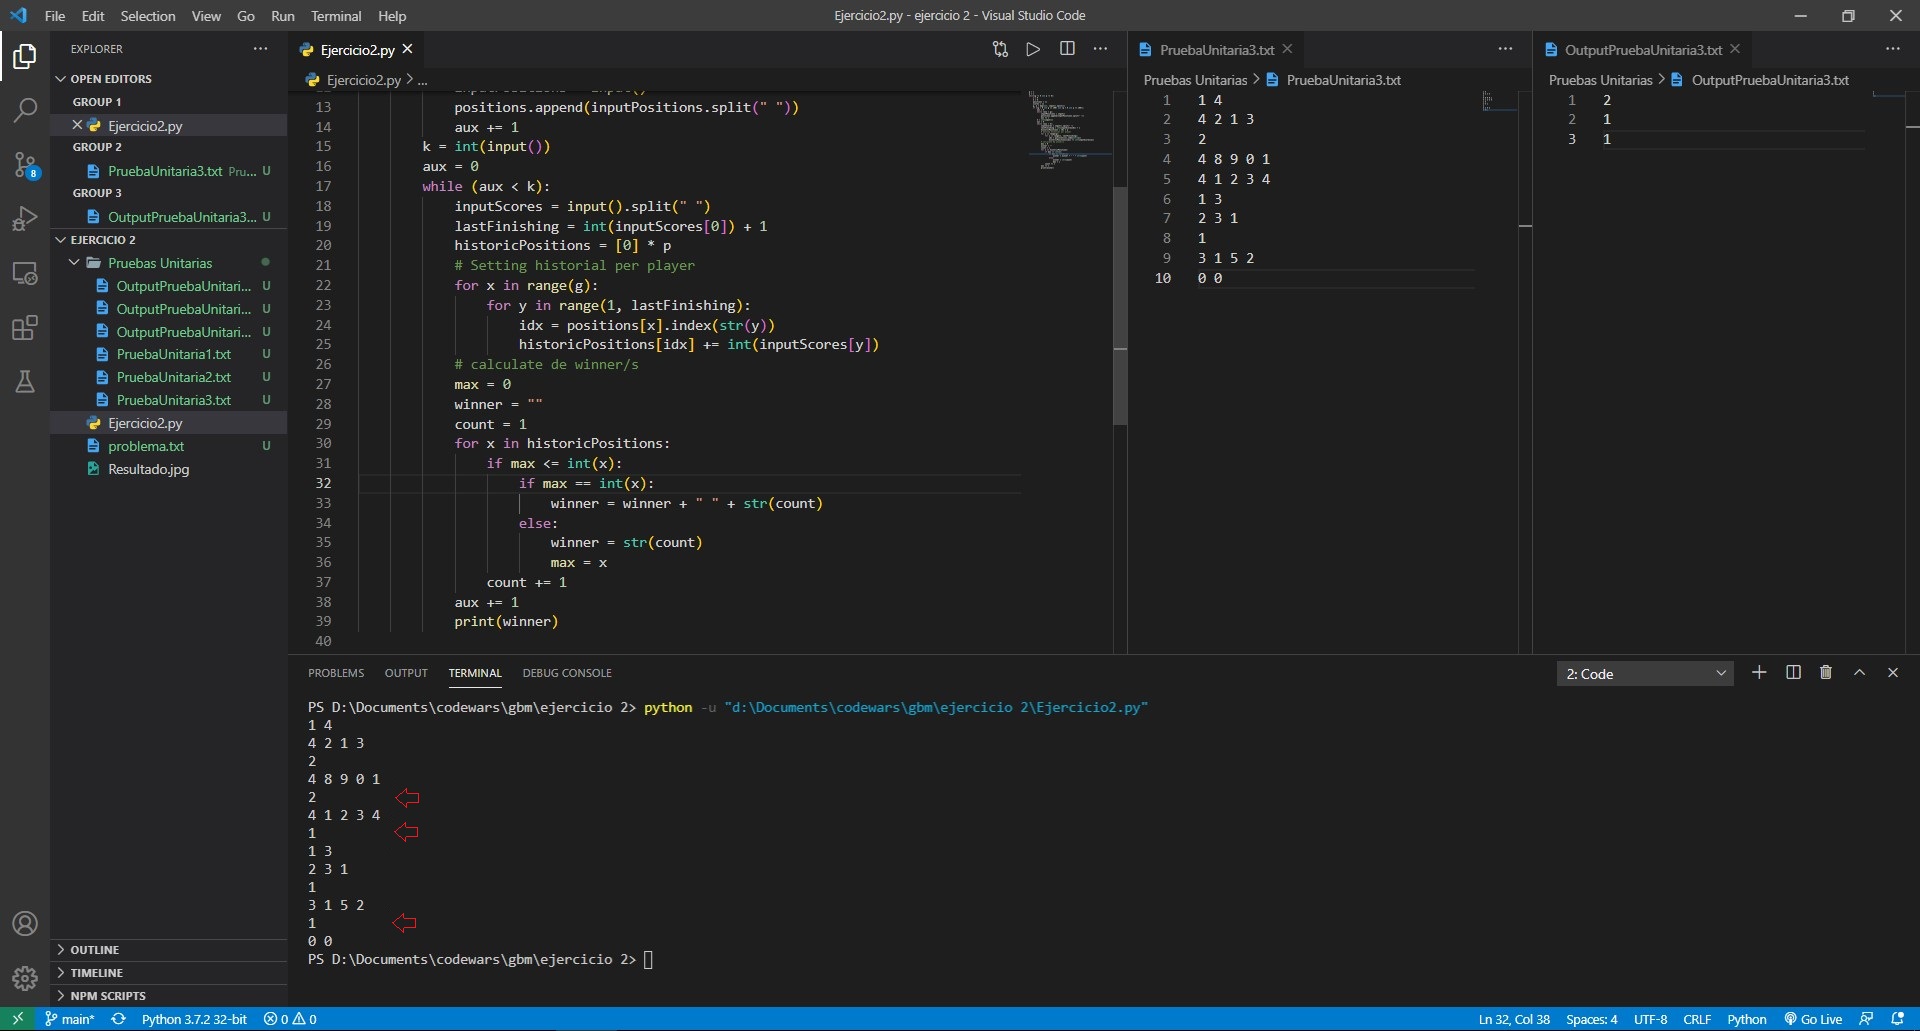 File Edit Selection View Go Run Terminal Help
Ejercicio2.py - ejercicio 2 - Visual Studio Code
EXPLORER
OPEN EDITORS
GROUP 1
Ejercicio2.py
GROUP 2
PruebaUnitaria3.txt Pru... U
GROUP 3
OutputPruebaUnitaria3... U
EJERCICIO 2
Pruebas Unitarias
OutputPruebaUnitari... U
OutputPruebaUnitari... U
OutputPruebaUnitari... U
PruebaUnitaria1.txt U
PruebaUnitaria2.txt U
PruebaUnitaria3.txt U
Ejercicio2.py
problema.txt U
Resultado.jpg
OUTLINE
TIMELINE
NPM SCRIPTS
8
Ejercicio2.py
Ejercicio2.py > ...
13 positions.append(inputPositions.split(" "))
14 aux += 1
15 k = int(input())
16 aux = 0
17 while (aux < k):
18 inputScores = input().split(" ")
19 lastFinishing = int(inputScores[0]) + 1
20 historicPositions = [0] * p
21 # Setting historial per player
22 for x in range(g):
23 for y in range(1, lastFinishing):
24 idx = positions[x].index(str(y))
25 historicPositions[idx] += int(inputScores[y])
26 # calculate de winner/s
27 max = 0
28 winner = ""
29 count = 1
30 for x in historicPositions:
31 if max <= int(x):
32 if max == int(x):
33 winner = winner + " " + str(count)
34 else:
35 winner = str(count)
36 max = x
37 count += 1
38 aux += 1
39 print(winner)
40
PruebaUnitaria3.txt
Pruebas Unitarias > PruebaUnitaria3.txt
1 1 4
2 4 2 1 3
3 2
4 4 8 9 0 1
5 4 1 2 3 4
6 1 3
7 2 3 1
8 1
9 3 1 5 2
10 0 0
OutputPruebaUnitaria3.txt
Pruebas Unitarias > OutputPruebaUnitaria3.txt
1 2
2 1
3 1
PROBLEMS OUTPUT TERMINAL DEBUG CONSOLE
2: Code
PS D:\Documents\codewars\gbm\ejercicio 2> python -u "d:\Documents\codewars\gbm\ejercicio 2\Ejercicio2.py"
1 4
4 2 1 3
2
4 8 9 0 1
2
4 1 2 3 4
1
1 3
2 3 1
1
3 1 5 2
1
0 0
PS D:\Documents\codewars\gbm\ejercicio 2>
main* Python 3.7.2 32-bit 0 0
Ln 32, Col 38 Spaces: 4 UTF-8 CRLF Python Go Live